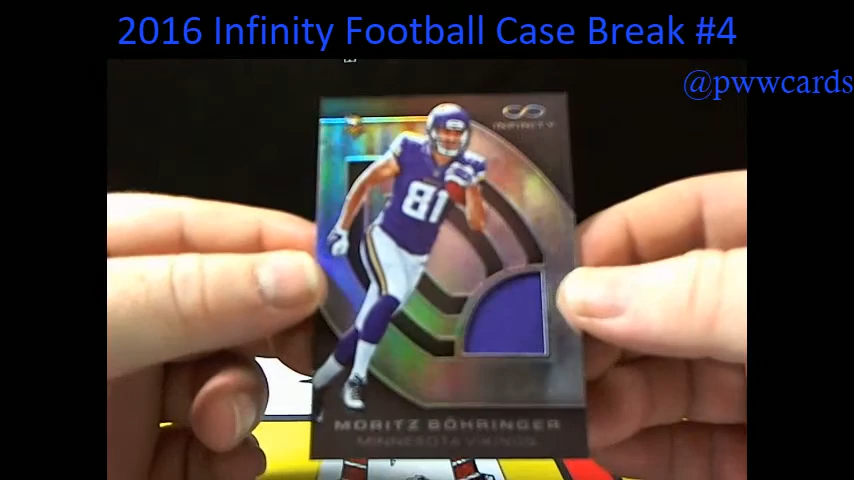 2016 Infinity Football Case Break #4
@pwwcards
INFINITY
81
MORITZ BÖHRINGER
MINNESOTA VIKINGS